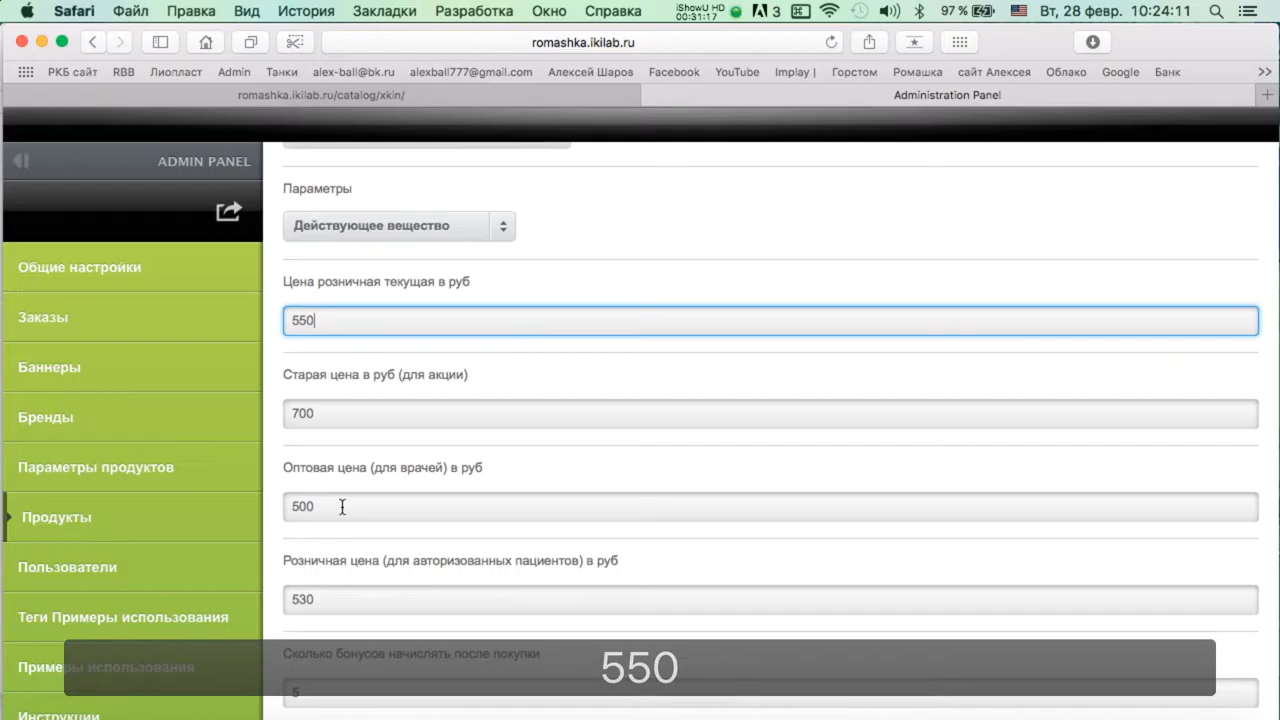 Safari Файл Правка Вид История Закладки Разработка Окно Справка iShowU HD 00:31:17 3 97 % Вт, 28 февр. 10:24:11
romashka.ikilab.ru
РКБ сайт RBB Лиопласт Admin Танки alex-ball@bk.ru alexball777@gmail.com Алексей Шаров Facebook YouTube Implay | Горстом Ромашка сайт Алексея Облако Google Банк >>
romashka.ikilab.ru/catalog/xkin/ Administration Panel +
ADMIN PANEL
Общие настройки
Заказы
Баннеры
Бренды
Параметры продуктов
Продукты
Пользователи
Теги Примеры использования
Примеры использования
Инструкции
Параметры
Действующее вещество
Цена розничная текущая в руб
550
Старая цена в руб (для акции)
700
Оптовая цена (для врачей) в руб
500
Розничная цена (для авторизованных пациентов) в руб
530
Сколько бонусов начислять после покупки
5
550